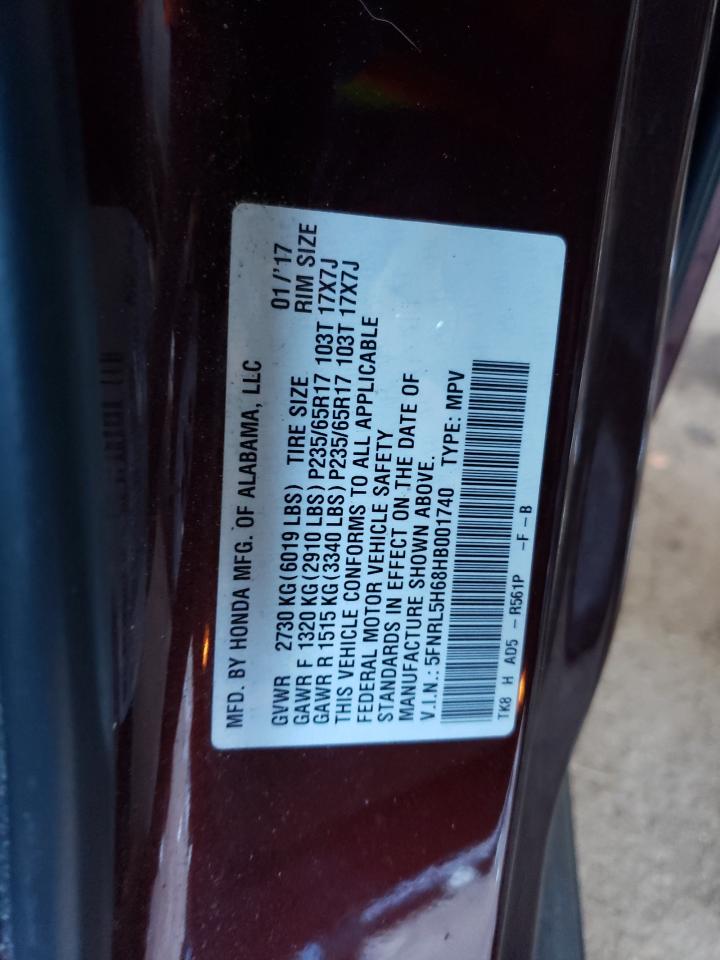 MFD. BY HONDA MFG. OF ALABAMA, LLC 01/'17
GVWR 2730 KG(6019 LBS) TIRE SIZE RIM SIZE
GAWR F 1320 KG(2910 LBS)P235/65R17 103T 17X7J
GAWR R 1515 KG(3340 LBS)P235/65R17 103T 17X7J
THIS VEHICLE CONFORMS TO ALL APPLICABLE
FEDERAL MOTOR VEHICLE SAFETY
STANDARDS IN EFFECT ON THE DATE OF
MANUFACTURE SHOWN ABOVE.
V.I.N.: 5FNRL5H68HB001740 TYPE: MPV
TK8 H AD5 - R561P -F -B